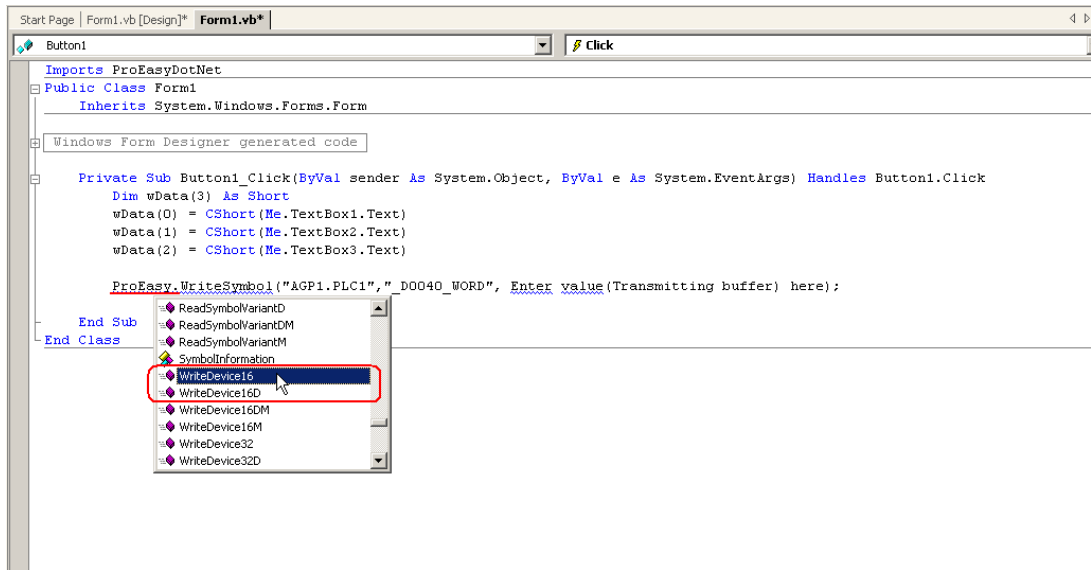 Start Page Form1.vb [Design]* Form1.vb*
Button1 Click
Imports ProEasyDotNet
Public Class Form1
Inherits System.Windows.Forms.Form
Windows Form Designer generated code
Private Sub Button1_Click(ByVal sender As System.Object, ByVal e As System.EventArgs) Handles Button1.Click
Dim wData(3) As Short
wData(0) = CShort(Me.TextBox1.Text)
wData(1) = CShort(Me.TextBox2.Text)
wData(2) = CShort(Me.TextBox3.Text)
ProEasy.WriteSymbol("AGP1.PLC1","_D0040_WORD", Enter value(Transmitting buffer) here);
ReadSymbolVariantD
End Sub
ReadSymbolVariantDM
End Class
ReadSymbolVariantM
SymbolInformation
WriteDevice16
WriteDevice16D
WriteDevice16DM
WriteDevice16M
WriteDevice32
WriteDevice32D